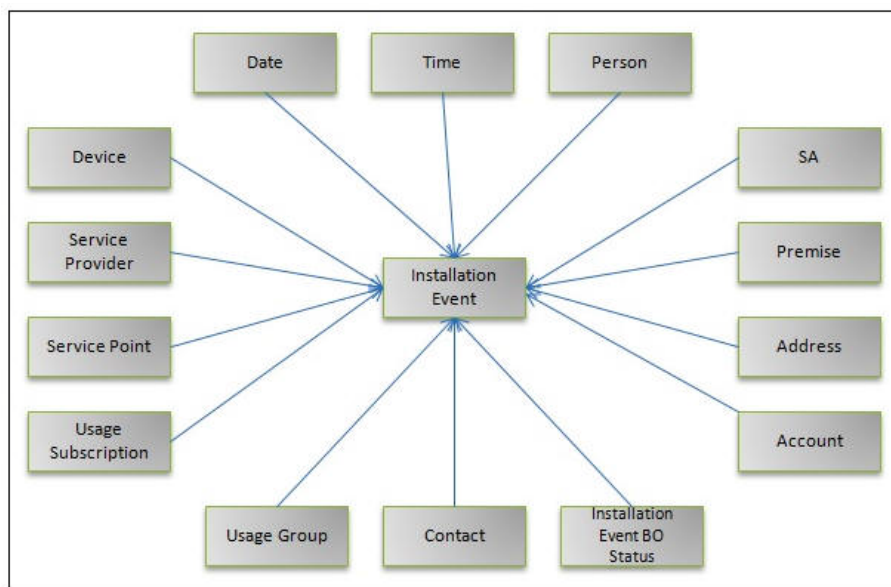 Date
Time
Person
Device
SA
Service
Provider
Premise
Installation
Event
Service Point
Address
Usage
Subscription
Account
Usage Group
Contact
Installation
Event BO
Status